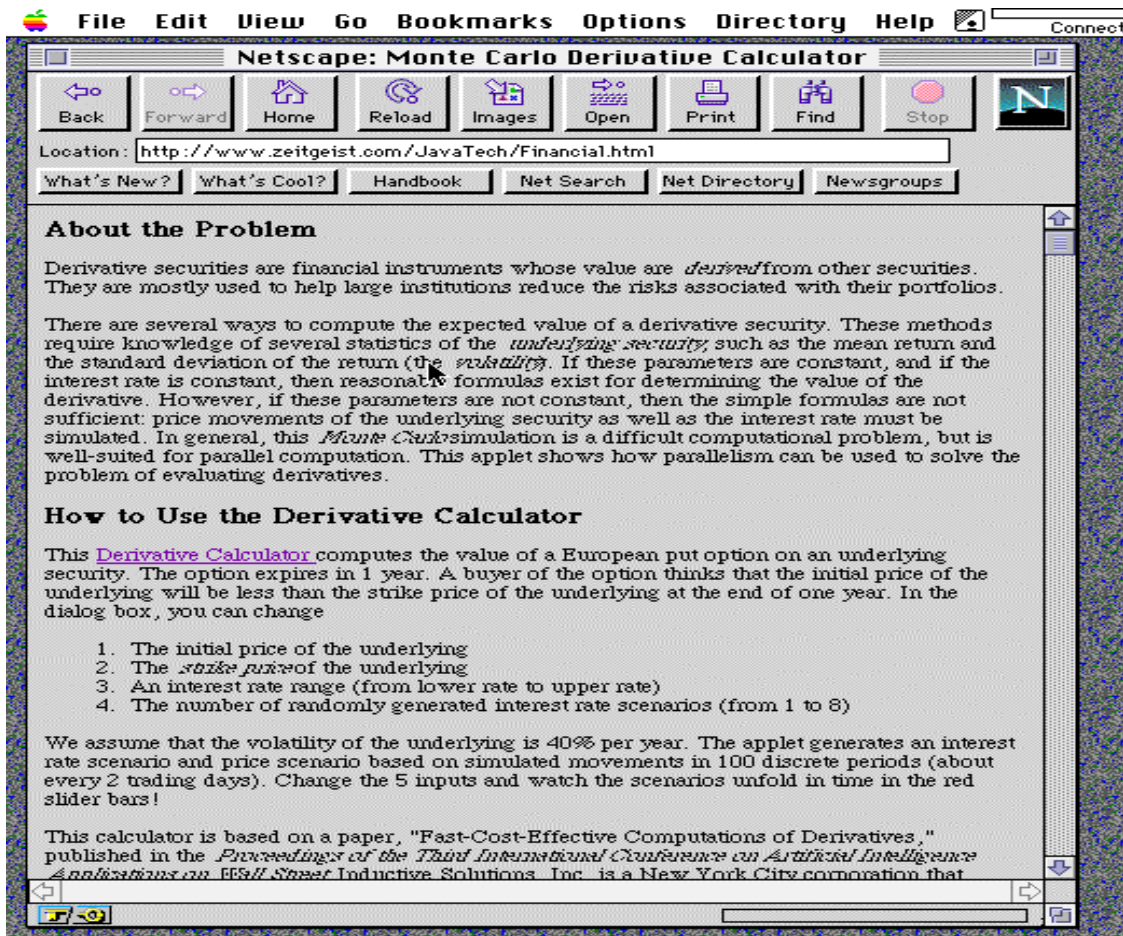 File Edit View Go Bookmarks Options Directory Help
Connect
Netscape: Monte Carlo Derivative Calculator
Back Forward Home Reload Images Open Print Find Stop N
Location: http://www.zeitgeist.com/JavaTech/Financial.html
What's New? What's Cool? Handbook Net Search Net Directory Newsgroups
About the Problem
Derivative securities are financial instruments whose value are derived from other securities.
They are mostly used to help large institutions reduce the risks associated with their portfolios.
There are several ways to compute the expected value of a derivative security. These methods
require knowledge of several statistics of the underlying security, such as the mean return and
the standard deviation of the return (the volatility). If these parameters are constant, and if the
interest rate is constant, then reasonable formulas exist for determining the value of the
derivative. However, if these parameters are not constant, then the simple formulas are not
sufficient: price movements of the underlying security as well as the interest rate must be
simulated. In general, this Monte Carlo simulation is a difficult computational problem, but is
well-suited for parallel computation. This applet shows how parallelism can be used to solve the
problem of evaluating derivatives.
How to Use the Derivative Calculator
This Derivative Calculator computes the value of a European put option on an underlying
security. The option expires in 1 year. A buyer of the option thinks that the initial price of the
underlying will be less than the strike price of the underlying at the end of one year. In the
dialog box, you can change
1. The initial price of the underlying
2. The strike price of the underlying
3. An interest rate range (from lower rate to upper rate)
4. The number of randomly generated interest rate scenarios (from 1 to 8)
We assume that the volatility of the underlying is 40% per year. The applet generates an interest
rate scenario and price scenario based on simulated movements in 100 discrete periods (about
every 2 trading days). Change the 5 inputs and watch the scenarios unfold in time in the red
slider bars!
This calculator is based on a paper, "Fast-Cost-Effective Computations of Derivatives,"
published in the Proceedings of the Third International Conference on Artificial Intelligence
Applications on Wall Street Inductive Solutions, Inc. is a New York City corporation that